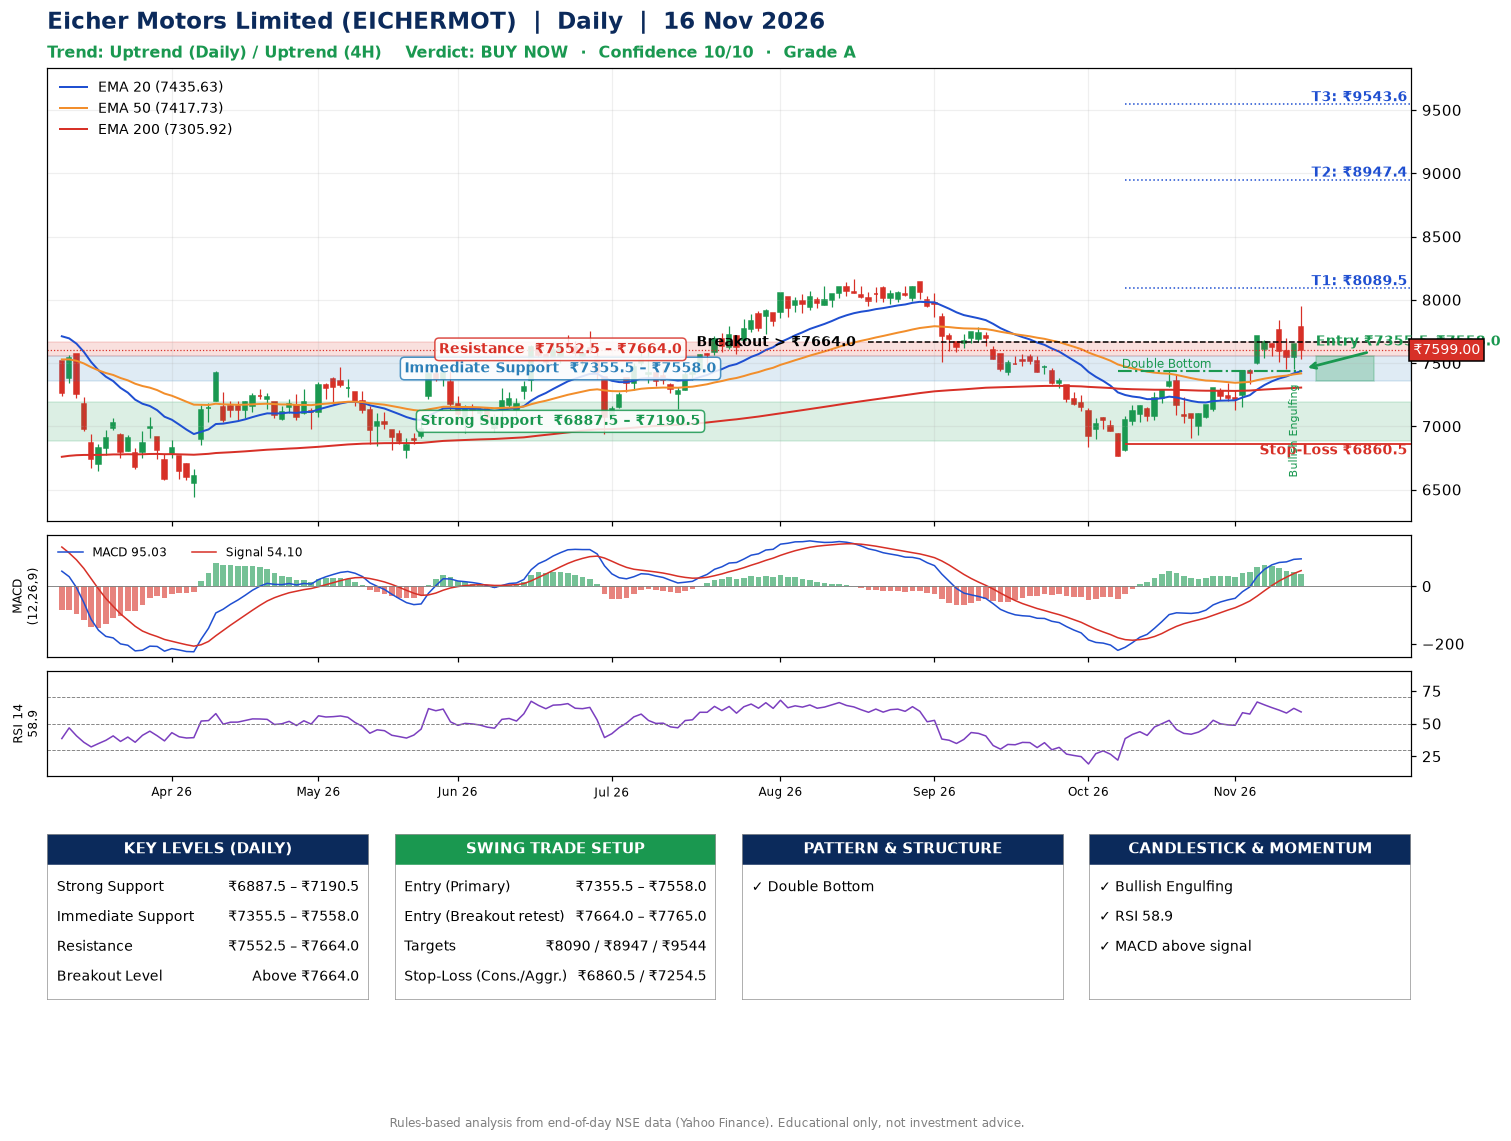 Eicher Motors Limited (EICHERMOT) | Daily | 16 Nov 2026
Trend: Uptrend (Daily) / Uptrend (4H) Verdict: BUY NOW · Confidence 10/10 · Grade A
EMA 20 (7435.63)
EMA 50 (7417.73)
EMA 200 (7305.92)
T3: ₹9543.6
T2: ₹8947.4
T1: ₹8089.5
9500
9000
8500
8000
7500
7000
6500
Breakout > ₹7664.0
Resistance ₹7552.5 – ₹7664.0
₹7599.00
Immediate Support ₹7355.5 – ₹7558.0
Double Bottom
Strong Support ₹6887.5 – ₹7190.5
Bullish Engulfing
Stop-Loss ₹6860.5
MACD 95.03 Signal 54.10
MACD
(12,26,9)
0
−200
RSI 14
58.9
75
50
25
Apr 26 May 26 Jun 26 Jul 26 Aug 26 Sep 26 Oct 26 Nov 26
KEY LEVELS (DAILY)
Strong Support ₹6887.5 – ₹7190.5
Immediate Support ₹7355.5 – ₹7558.0
Resistance ₹7552.5 – ₹7664.0
Breakout Level Above ₹7664.0
SWING TRADE SETUP
Entry (Primary) ₹7355.5 – ₹7558.0
Entry (Breakout retest) ₹7664.0 – ₹7765.0
Targets ₹8090 / ₹8947 / ₹9544
Stop-Loss (Cons./Aggr.) ₹6860.5 / ₹7254.5
PATTERN & STRUCTURE
✓ Double Bottom
CANDLESTICK & MOMENTUM
✓ Bullish Engulfing
✓ RSI 58.9
✓ MACD above signal
Rules-based analysis from end-of-day NSE data (Yahoo Finance). Educational only, not investment advice.